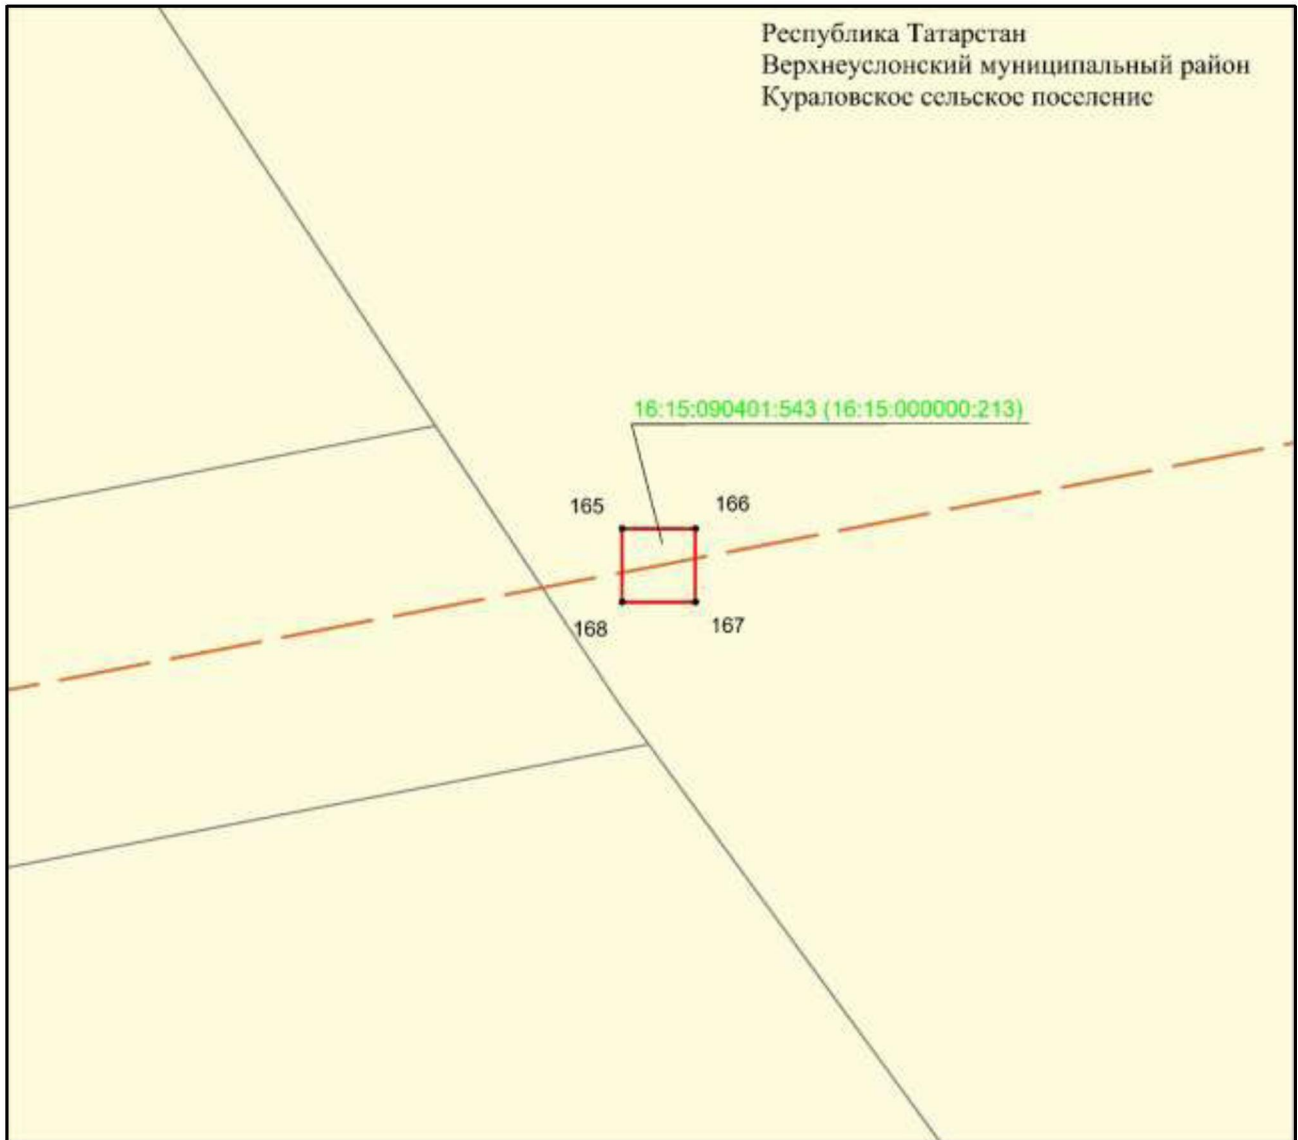 Республика Татарстан
Верхнеуслонский муниципальный район
Кураловское сельское поселение
16:15:090401:543 (16:15:000000:213)
165
166
168
167